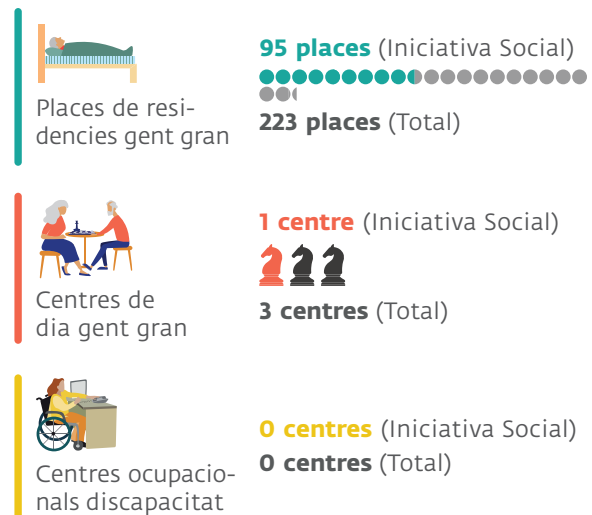 95 places (Iniciativa Social)
Places de resi-
dencies gent gran
223 places (Total)
1 centre (Iniciativa Social)
Centres de
dia gent gran
3 centres (Total)
0 centres (Iniciativa Social)
0 centres (Total)
Centres ocupacio-
nals discapacitat